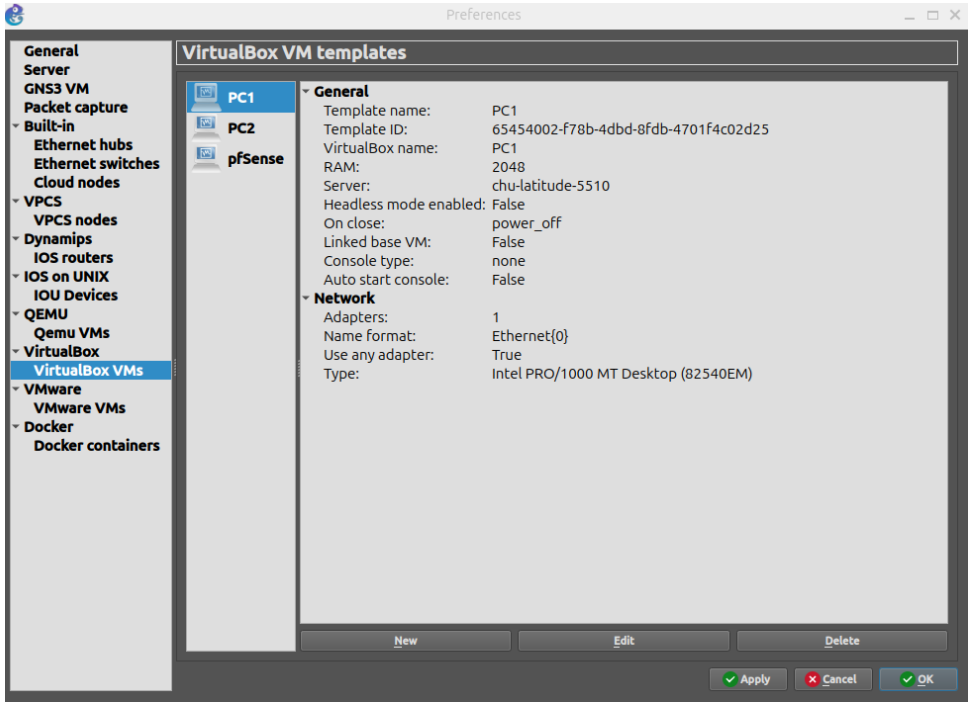 Preferences
General
Server
GNS3 VM
Packet capture
Built-in
Ethernet hubs
Ethernet switches
Cloud nodes
VPCS
VPCS nodes
Dynamips
IOS routers
IOS on UNIX
IOU Devices
QEMU
Qemu VMs
VirtualBox
VirtualBox VMs
VMware
VMware VMs
Docker
Docker containers
VirtualBox VM templates
PC1
PC2
pfSense
General
Template name: PC1
Template ID: 65454002-f78b-4dbd-8fdb-4701f4c02d25
VirtualBox name: PC1
RAM: 2048
Server: chu-latitude-5510
Headless mode enabled: False
On close: power_off
Linked base VM: False
Console type: none
Auto start console: False
Network
Adapters: 1
Name format: Ethernet{0}
Use any adapter: True
Type: Intel PRO/1000 MT Desktop (82540EM)
New Edit Delete
Apply Cancel OK